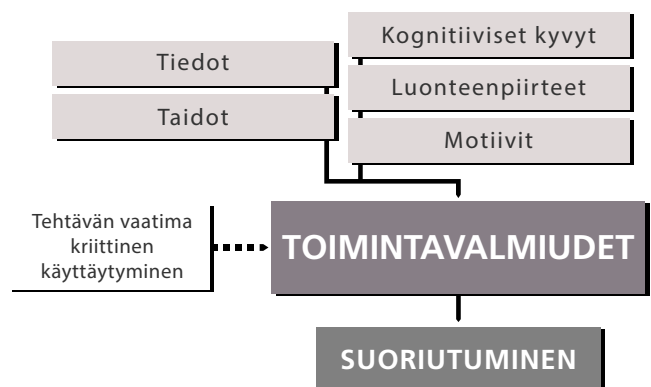 Tiedot
Taidot
Kognitiiviset kyvyt
Luonteenpiirteet
Motiivit
Tehtävän vaatima
kriittinen
käyttäytyminen
TOIMINTAVALMIUDET
SUORIUTUMINEN